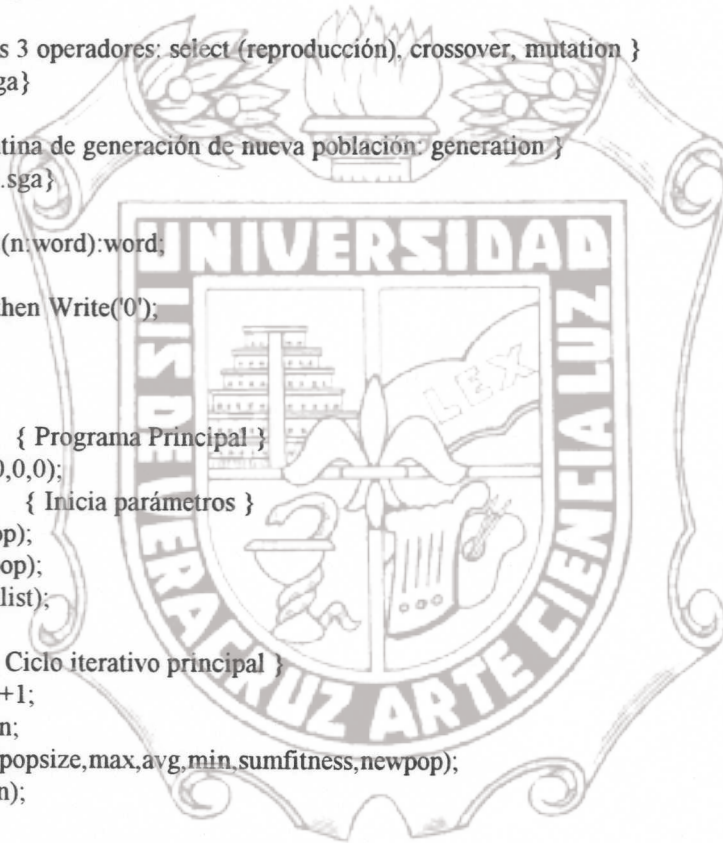 s 3 operadores: select (reproducción), crossover, mutation }
ga}
tina de generación de nueva población: generation }
.sga}
(n:word):word;
hen Write('0');
{ Programa Principal }
0,0,0);
{ Inicia parámetros }
op);
op);
list);
Ciclo iterativo principal }
+1;
n;
popsize,max,avg,min,sumfitness,newpop);
n);
UNIVERSIDAD
LIS DE VERACRUZ ARTE CIENCIA LUZ
LEX